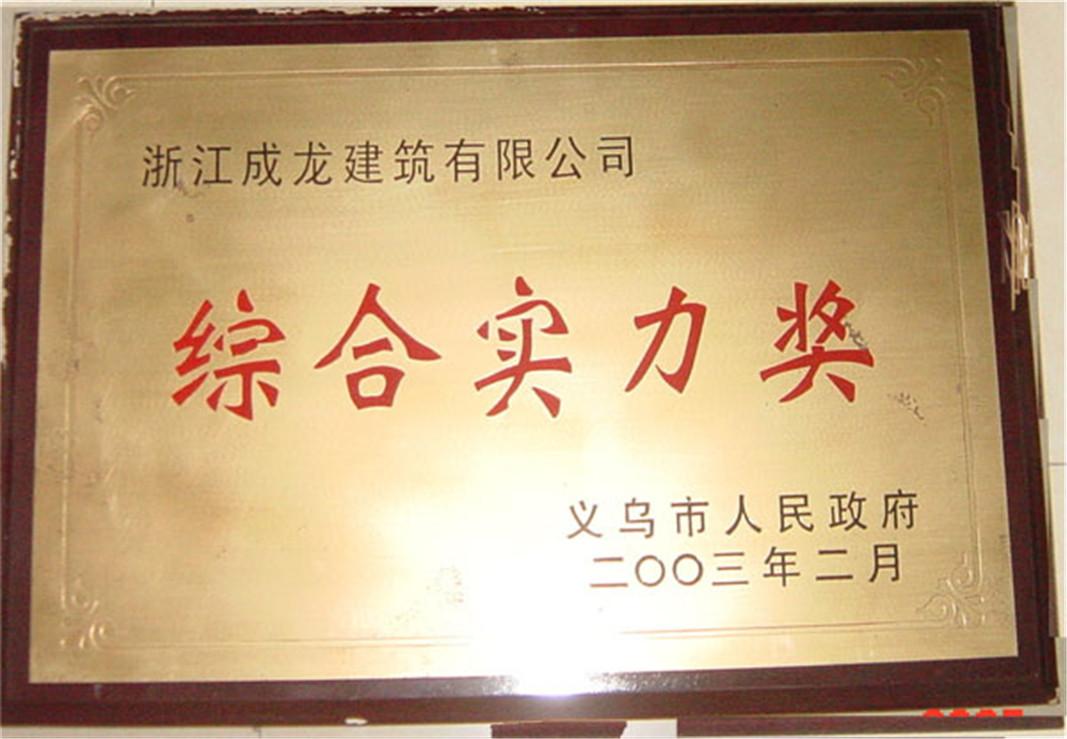 浙江成龙建筑有限公司
综合实力奖
义乌市人民政府
二〇〇三年二月